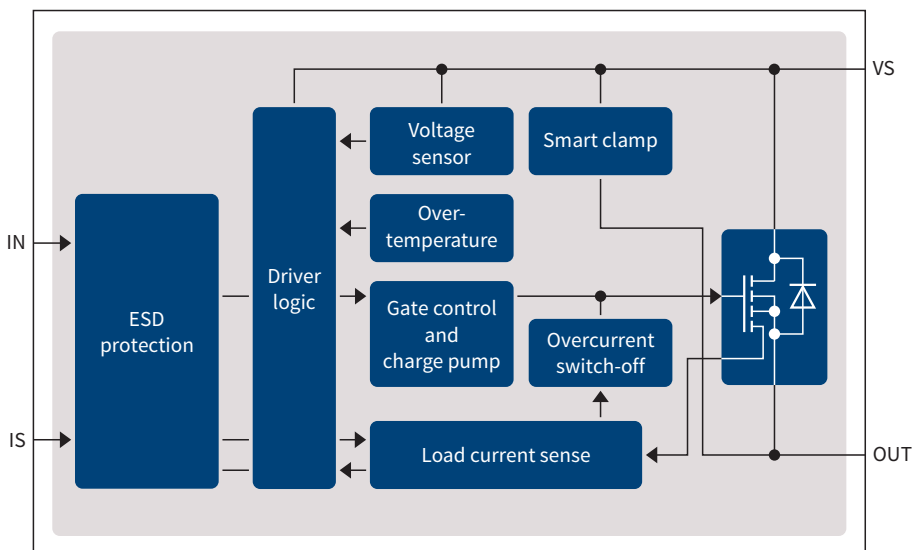 VS
Voltage
sensor
Smart clamp
IN
Over-
temperature
Driver
logic
ESD
protection
Gate control
and
charge pump
Overcurrent
switch-off
IS
Load current sense
OUT